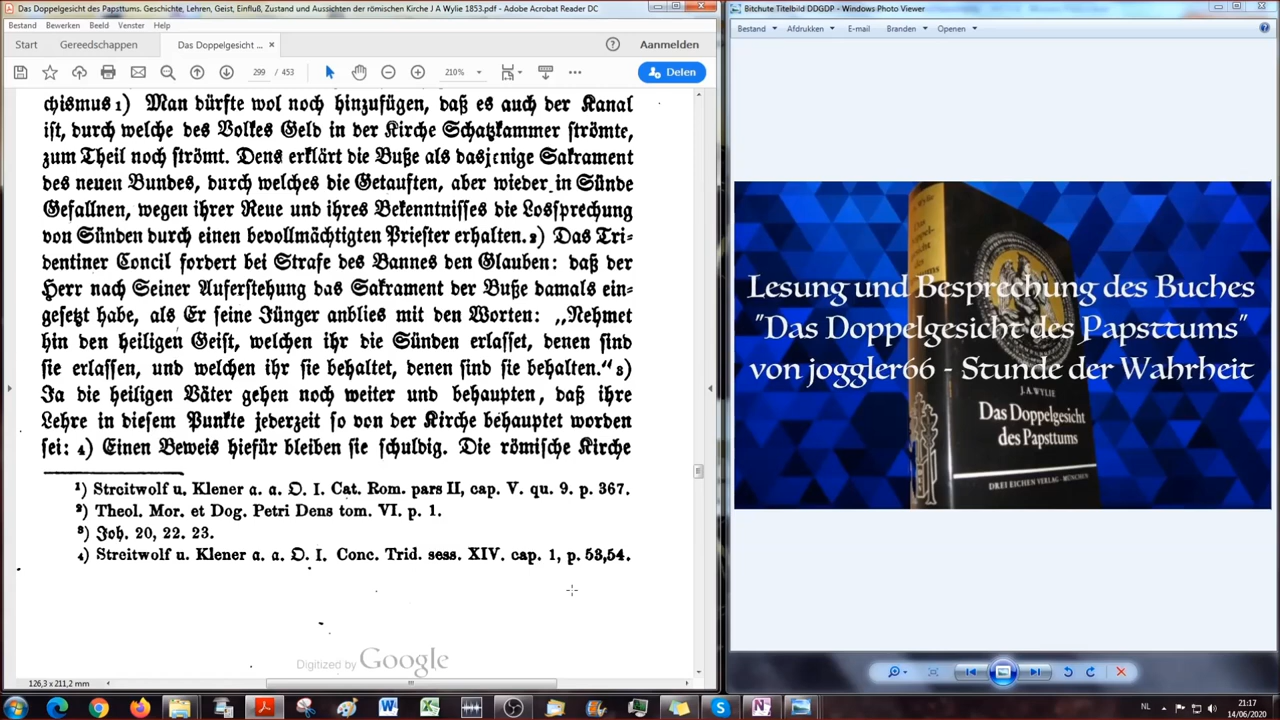 Das Doppelgesicht des Papsttums. Geschichte, Lehren, Geist, Einfluß, Zustand und Aussichten der römischen Kirche J A Wylie 1853.pdf - Adobe Acrobat Reader DC
Bestand Bewerken Beeld Venster Help
Start Gereedschappen Das Doppelgesicht ... × Aanmelden
299 / 453 210% Delen
chismus 1) Man dürfte wol noch hinzufügen, daß es auch der Kanal
ist, durch welche des Volkes Geld in der Kirche Schatzkammer strömte,
zum Theil noch strömt. Dens erklärt die Buße als dasjenige Sakrament
des neuen Bundes, durch welches die Getauften, aber wieder in Sünde
Gefallnen, wegen ihrer Reue und ihres Bekenntnisses die Lossprechung
von Sünden durch einen bevollmächtigten Priester erhalten. 2) Das Tri-
dentiner Concil fordert bei Strafe des Bannes den Glauben: daß der
Herr nach Seiner Auferstehung das Sakrament der Buße damals ein-
gesetzt habe, als Er seine Jünger anblies mit den Worten: „Nehmet
hin den heiligen Geist, welchen ihr die Sünden erlasset, denen sind
sie erlassen, und welchen ihr sie behaltet, denen sind sie behalten.“ 3)
Ja die heiligen Väter gehen noch weiter und behaupten, daß ihre
Lehre in diesem Punkte jederzeit so von der Kirche behauptet worden
sei: 4) Einen Beweis hiefür bleiben sie schuldig. Die römische Kirche
1) Streitwolf u. Klener a. a. O. I. Cat. Rom. pars II, cap. V. qu. 9. p. 367.
2) Theol. Mor. et Dog. Petri Dens tom. VI. p. 1.
3) Joh. 20, 22. 23.
4) Streitwolf u. Klener a. a. O. I. Conc. Trid. sess. XIV. cap. 1, p. 53,54.
Digitized by Google
126,3 x 211,2 mm
Bitchute Titelbild DDGDP - Windows Photo Viewer
Bestand Afdrukken E-mail Branden Openen
Lesung und Besprechung des Buches
"Das Doppelgesicht des Papsttums"
von joggler66 - Stunde der Wahrheit
J.A. WYLIE
Das Doppelgesicht
des Papsttums
DREI EICHEN VERLAG · MÜNCHEN
NL
21:17
14/06/2020